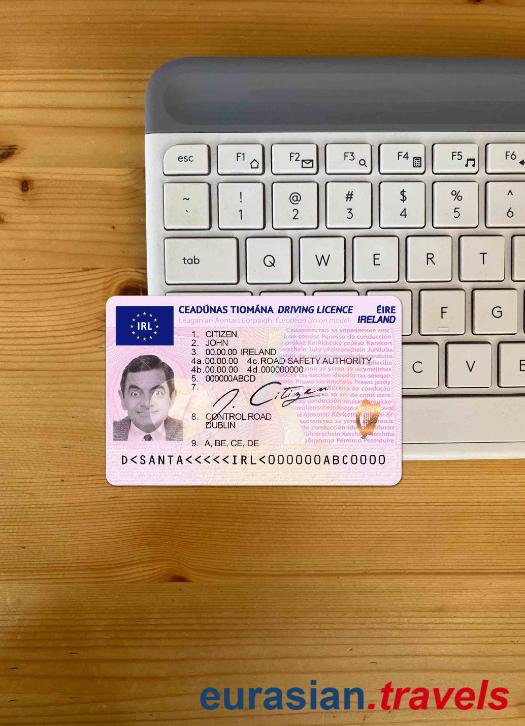 esc F1 F2 F3 F4 F5 F6
~ ! @ # $ % ^
` 1 2 3 4 5 6
tab Q W E R T
F G
C V B
IRL
CEADÚNAS TIOMÁNA DRIVING LICENCE ÉIRE
Leagan an Aontais Eorpaigh European Union model IRELAND
1. CITIZEN
2. JOHN
3. 00.00.00 IRELAND
4a. 00.00.00 4c. ROAD SAFETY AUTHORITY
4b. 00.00.00 4d. 000000000
5. 000000ABCD
7. J. Citizen
8. CONTROL ROAD
DUBLIN
9. A, BE, CE, DE
D<SANTA<<<<<IRL<000000ABC0000
eurasian.travels